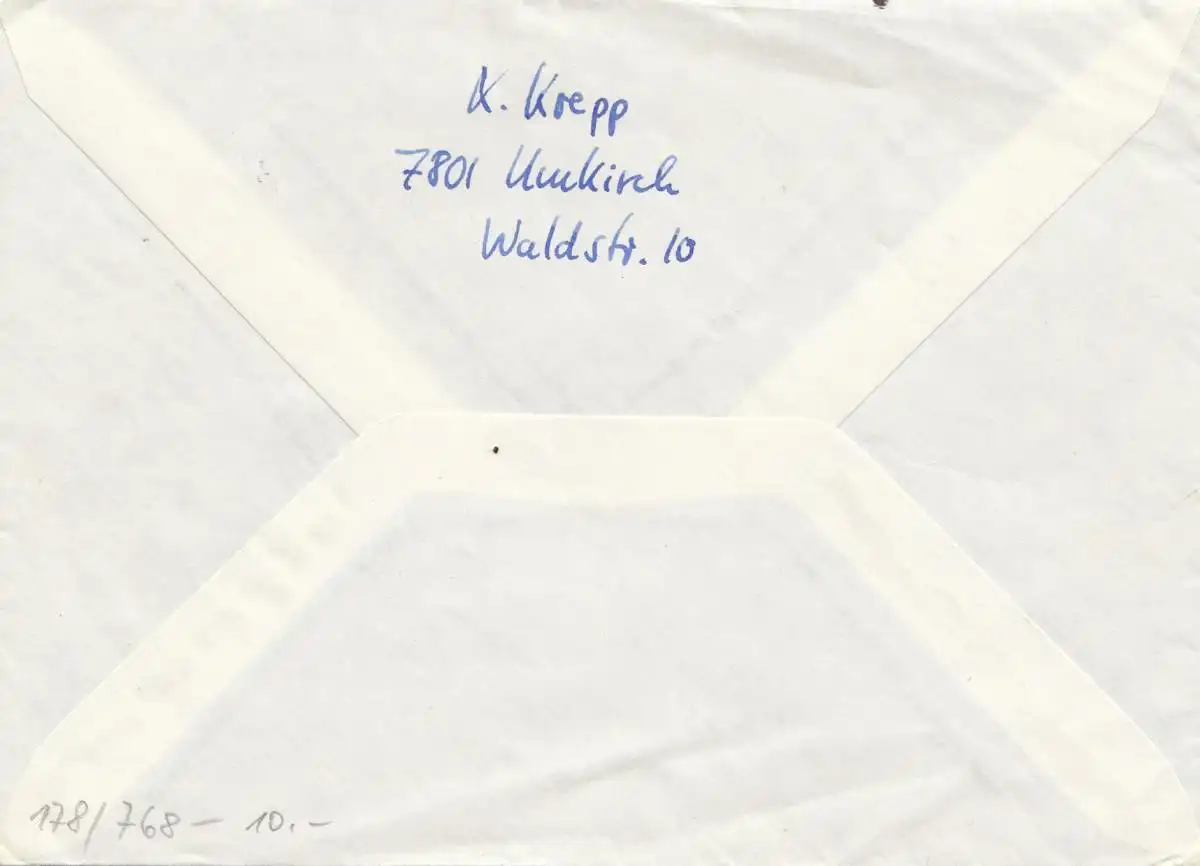 K. Krepp
7801 Umkirch
Waldstr. 10
178/768- 10.-